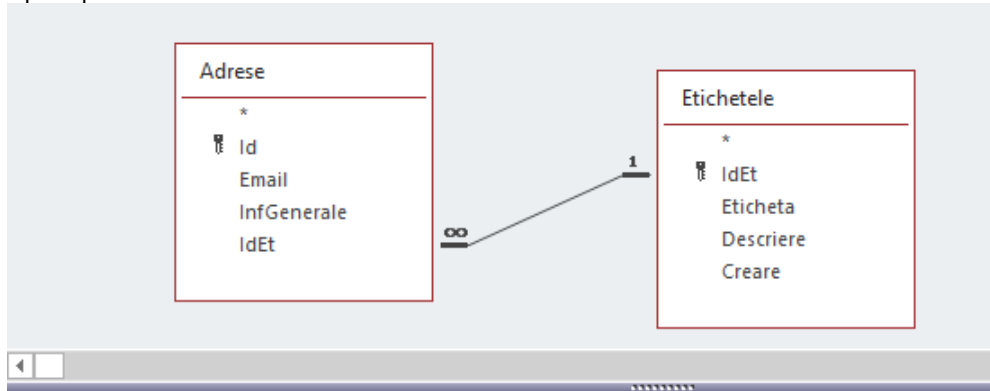 Adrese
*
Id
Email
InfGenerale
IdEt
∞
1
Etichetele
*
IdEt
Eticheta
Descriere
Creare